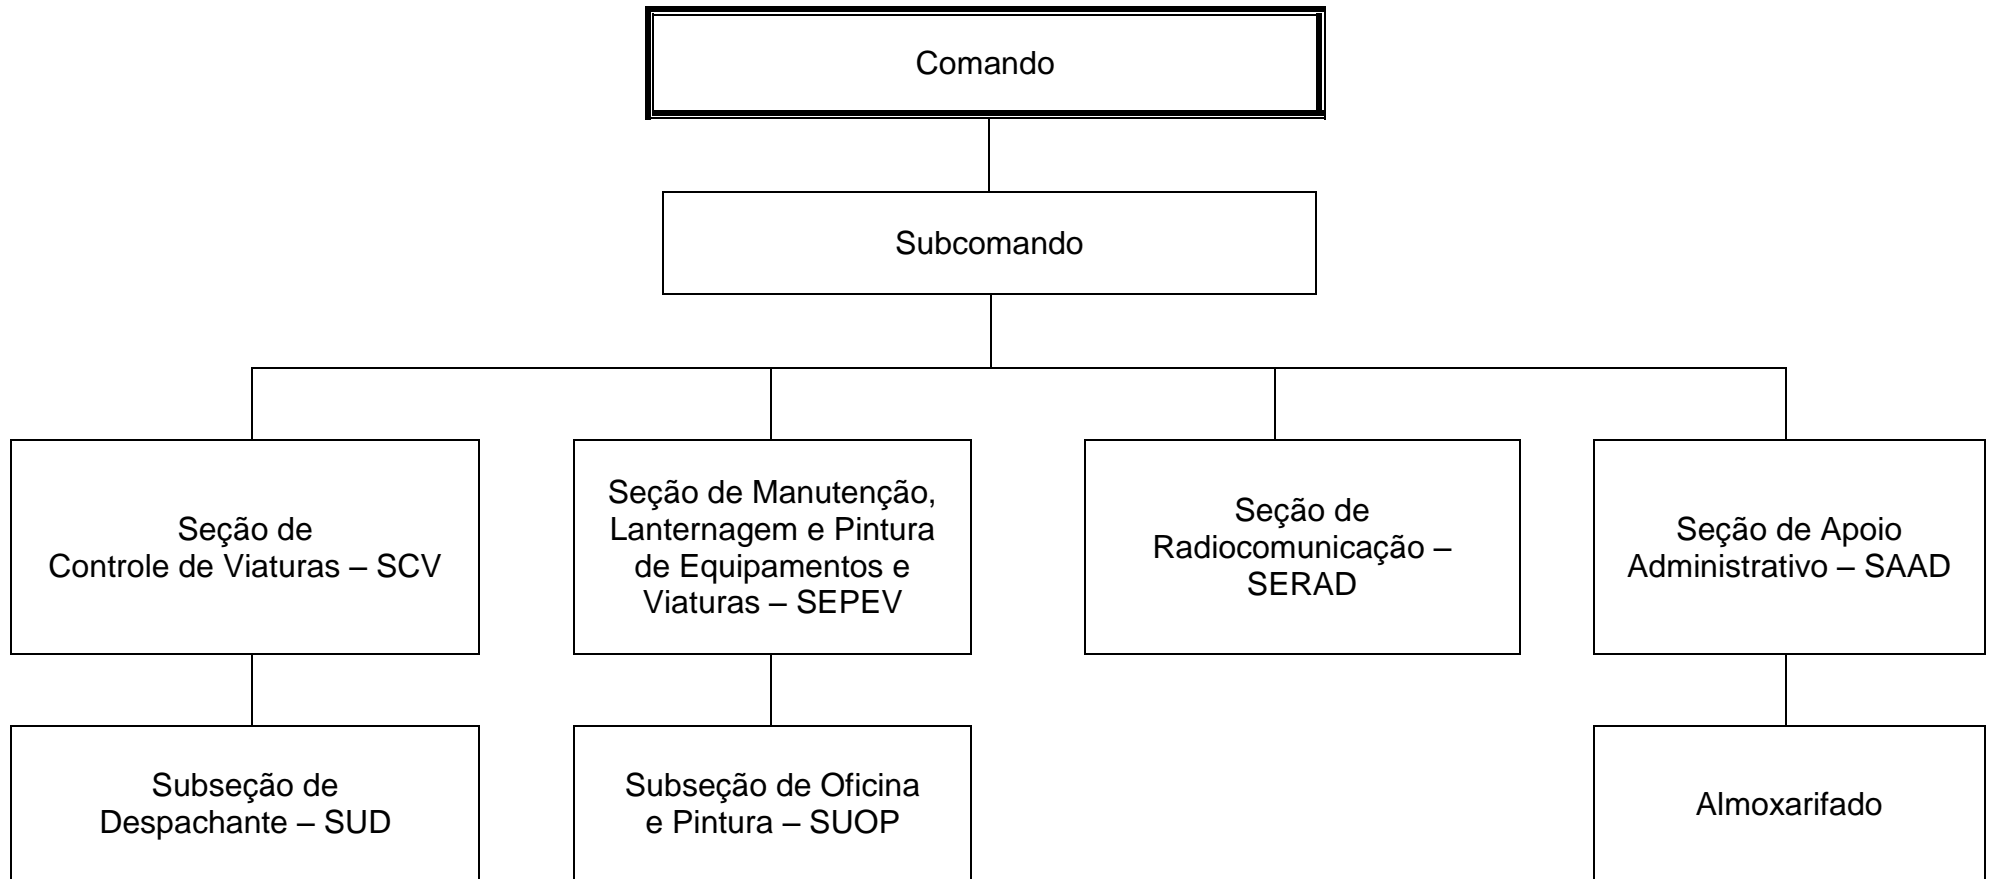 Comando
Subcomando
Seção de
Controle de Viaturas – SCV
Seção de Manutenção,
Lanternagem e Pintura
de Equipamentos e
Viaturas – SEPEV
Seção de
Radiocomunicação –
SERAD
Seção de Apoio
Administrativo – SAAD
Subseção de
Despachante – SUD
Subseção de Oficina
e Pintura – SUOP
Almoxarifado